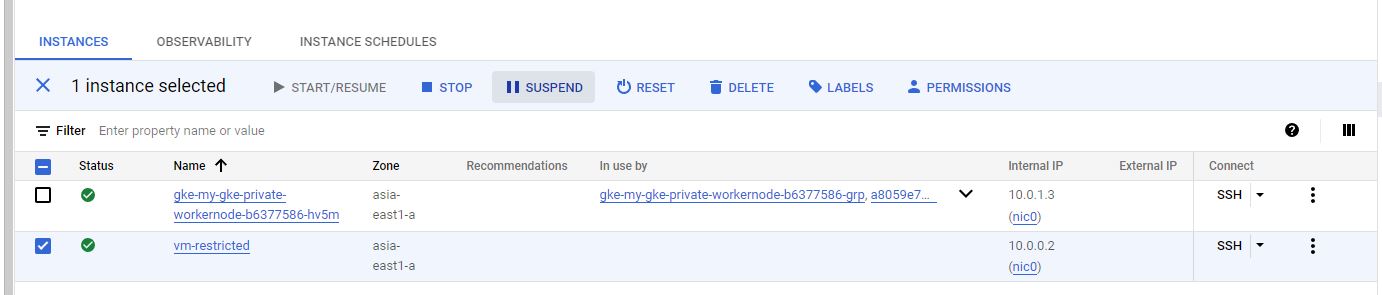 INSTANCES OBSERVABILITY INSTANCE SCHEDULES
1 instance selected START/RESUME STOP SUSPEND RESET DELETE LABELS PERMISSIONS
Filter Enter property name or value
Status Name Zone Recommendations In use by Internal IP External IP Connect
gke-my-gke-private- asia- gke-my-gke-private-workernode-b6377586-grp, a8059e7... 10.0.1.3 SSH
workernode-b6377586-hv5m east1-a (nic0)
vm-restricted asia- 10.0.0.2 SSH
east1-a (nic0)